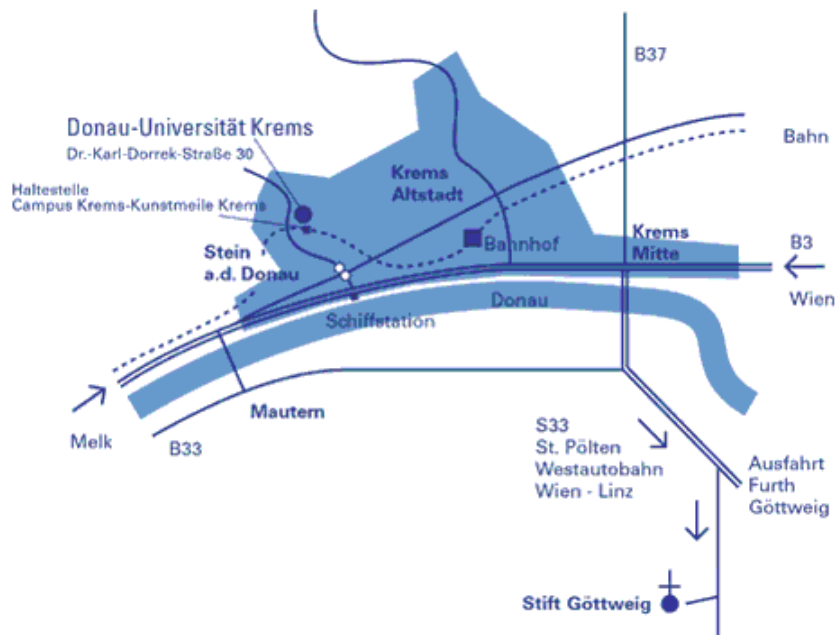 B37
Donau-Universität Krems
Dr.-Karl-Dorrek-Straße 30
Bahn
Haltestelle
Campus Krems-Kunstmeile Krems
Krems
Altstadt
Stein
a.d. Donau
Bahnhof
Krems
Mitte
B3
Wien
Donau
Schiffstation
Mautern
Melk
B33
S33
St. Pölten
Westautobahn
Wien - Linz
Ausfahrt
Furth
Göttweig
Stift Göttweig